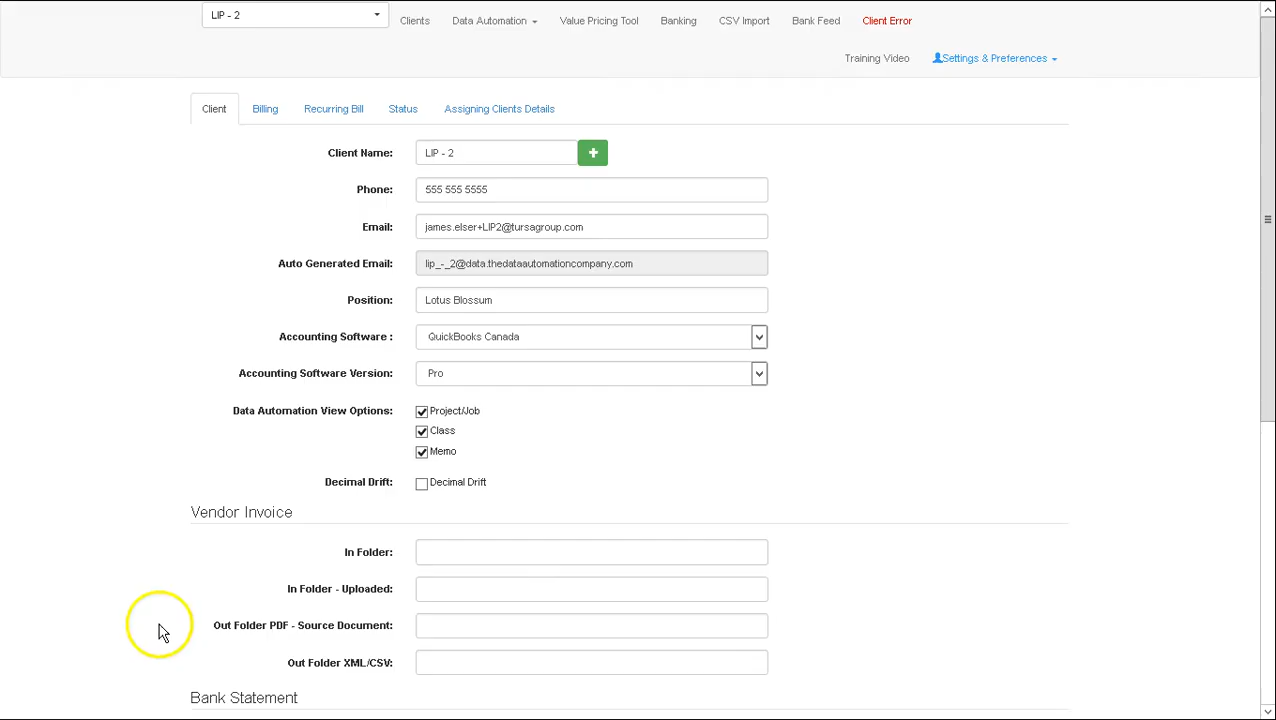 LIP - 2
Clients
Data Automation
Value Pricing Tool
Banking
CSV Import
Bank Feed
Client Error
Training Video
Settings & Preferences
Client
Billing
Recurring Bill
Status
Assigning Clients Details
Client Name: LIP - 2
Phone: 555 555 5555
Email: james.elser+LIP2@tursagroup.com
Auto Generated Email: lip_-_2@data.thedataautomationcompany.com
Position: Lotus Blossum
Accounting Software : QuickBooks Canada
Accounting Software Version: Pro
Data Automation View Options: Project/Job
Class
Memo
Decimal Drift: Decimal Drift
Vendor Invoice
In Folder:
In Folder - Uploaded:
Out Folder PDF - Source Document:
Out Folder XML/CSV:
Bank Statement